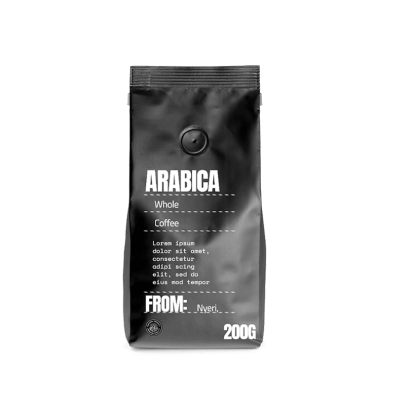 ARABICA
Whole
Coffee
Lorem ipsum
dolor sit amet,
consectetur
adipi scing
elit, sed do
eius mod tempor
FROM: Nyeri,
200G